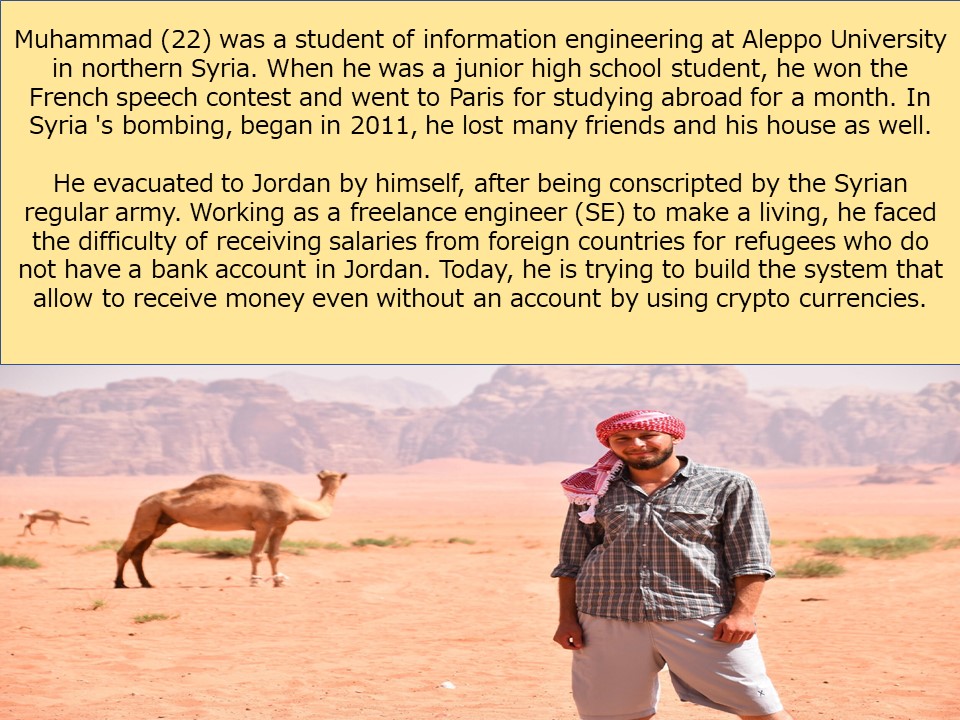 Muhammad (22) was a student of information engineering at Aleppo University
in northern Syria. When he was a junior high school student, he won the
French speech contest and went to Paris for studying abroad for a month. In
Syria 's bombing, began in 2011, he lost many friends and his house as well.
He evacuated to Jordan by himself, after being conscripted by the Syrian
regular army. Working as a freelance engineer (SE) to make a living, he faced
the difficulty of receiving salaries from foreign countries for refugees who do
not have a bank account in Jordan. Today, he is trying to build the system that
allow to receive money even without an account by using crypto currencies.